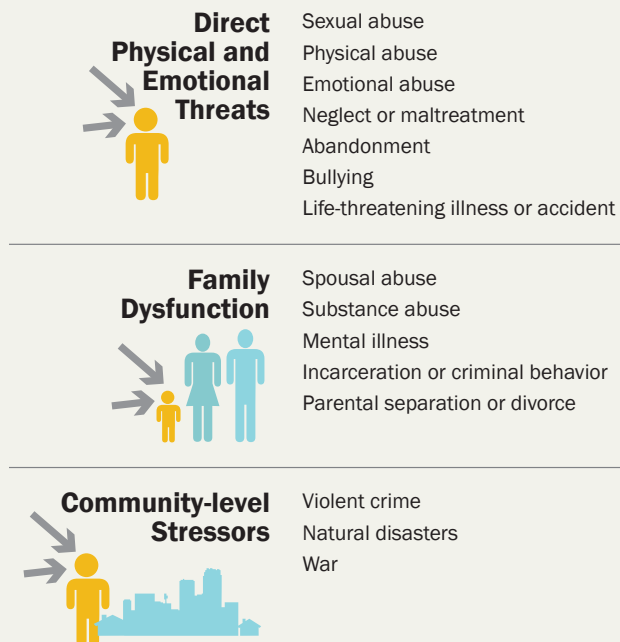 Direct
Physical and
Emotional
Threats
Sexual abuse
Physical abuse
Emotional abuse
Neglect or maltreatment
Abandonment
Bullying
Life-threatening illness or accident
Family
Dysfunction
Spousal abuse
Substance abuse
Mental illness
Incarceration or criminal behavior
Parental separation or divorce
Community-level
Stressors
Violent crime
Natural disasters
War